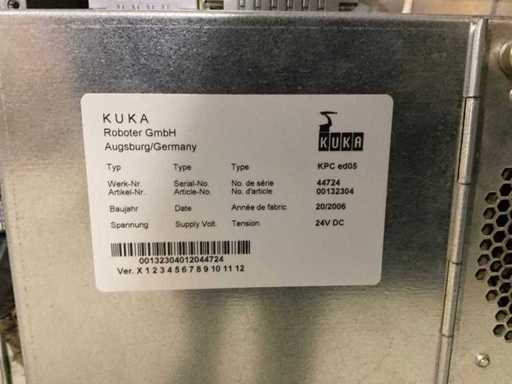 KUKA
Roboter GmbH
Augsburg/Germany
KUKA
Typ Type Type KPC ed05
Werk-Nr. Serial-No. No. de série 44724
Artikel-Nr. Article-No. No. d'article 00132304
Baujahr Date Année de fabric. 20/2006
Spannung Supply Volt. Tension 24V DC
00132304012044724
Ver. X 1 2 3 4 5 6 7 8 9 10 11 12